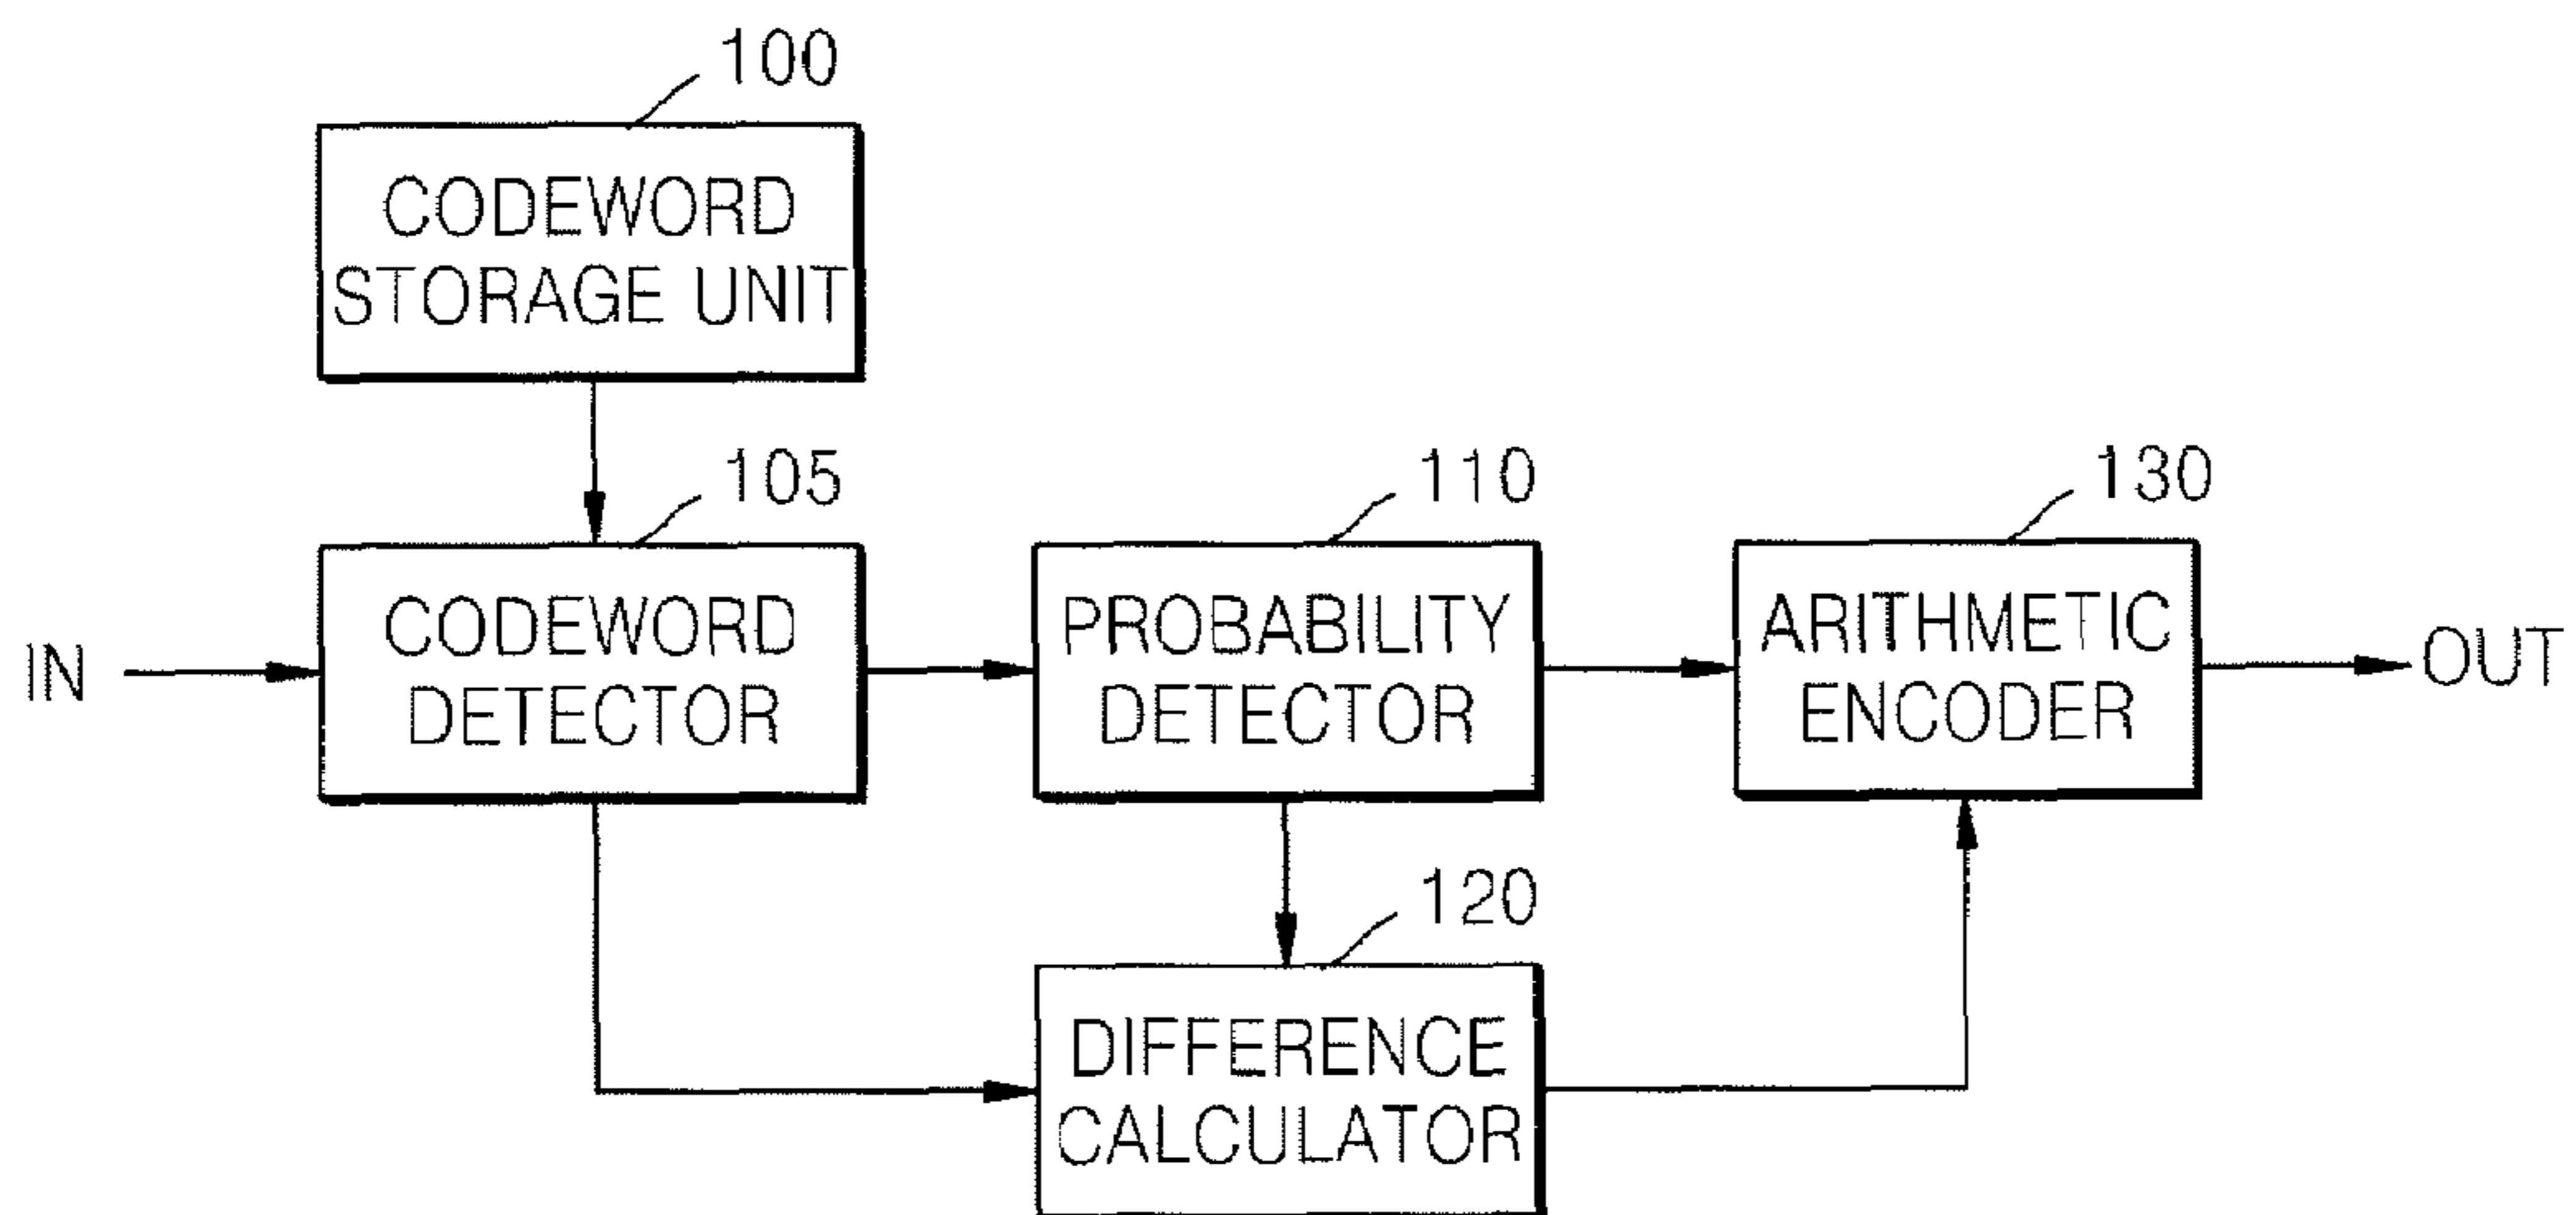 100
CODEWORD
STORAGE UNIT
105
110
130
IN
CODEWORD
DETECTOR
PROBABILITY
DETECTOR
ARITHMETIC
ENCODER
OUT
120
DIFFERENCE
CALCULATOR